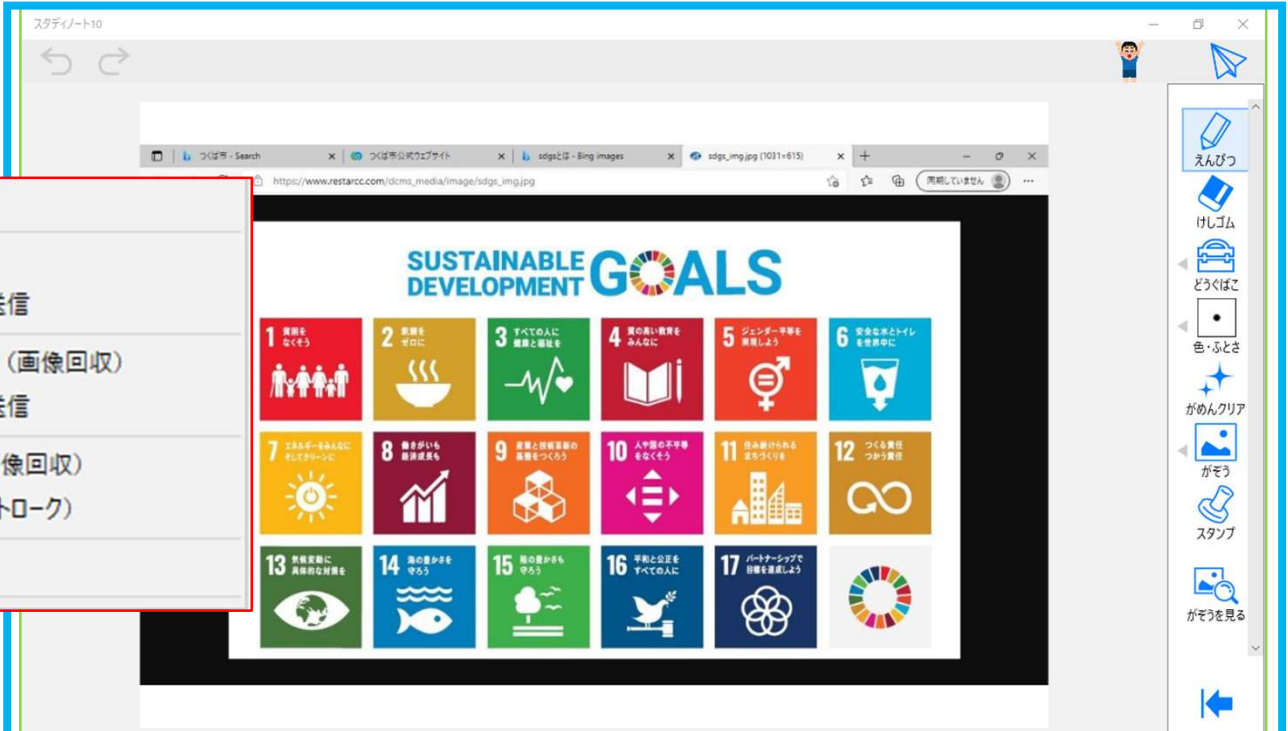 スタディノート10
つくば市 - Search
つくば市公式ウェブサイト
sdgsとは - Bing images
sdgs_img.jpg (1031×615)
https://www.restarcc.com/dcms_media/image/sdgs_img.jpg
同期していません
送信
(画像回収)
送信
像回収)
トローク)
SUSTAINABLE
DEVELOPMENT
GOALS
1 貧困を
なくそう
2 飢餓を
ゼロに
3 すべての人に
健康と福祉を
4 質の高い教育を
みんなに
5 ジェンダー平等を
実現しよう
6 安全な水とトイレ
を世界中に
7 エネルギーをみんなに
そしてクリーンに
8 働きがいも
経済成長も
9 産業と技術革新の
基盤をつくろう
10 人や国の不平等
をなくそう
11 住み続けられる
まちづくりを
12 つくる責任
つかう責任
13 気候変動に
具体的な対策を
14 海の豊かさを
守ろう
15 陸の豊かさも
守ろう
16 平和と公正を
すべての人に
17 パートナーシップで
目標を達成しよう
えんぴつ
けしゴム
どうぐばこ
色・ふとさ
がめんクリア
がぞう
スタンプ
がぞうを見る